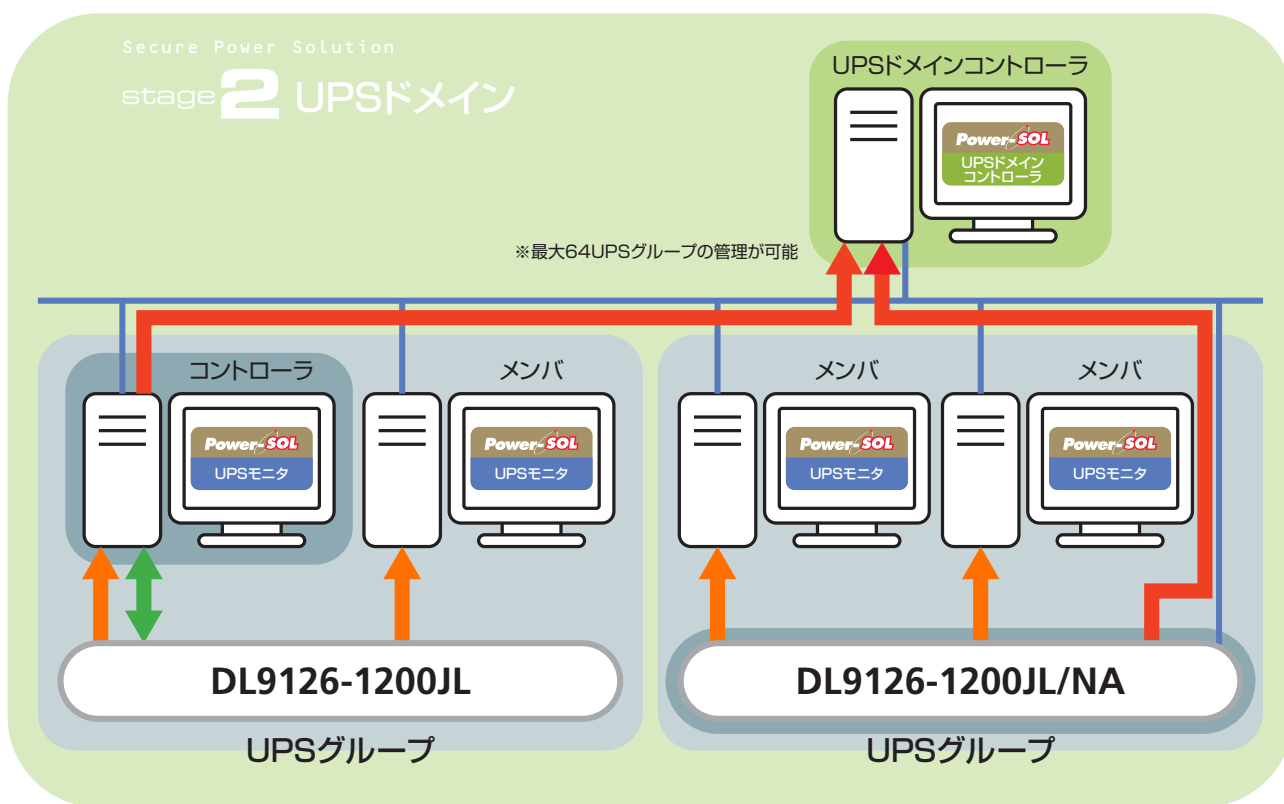 Secure Power Solution
stage2 UPSドメイン
UPSドメインコントローラ
Power-SOL
UPSドメイン
コントローラ
※最大64UPSグループの管理が可能
コントローラ
メンバ
メンバ
メンバ
Power-SOL
UPSモニタ
Power-SOL
UPSモニタ
Power-SOL
UPSモニタ
Power-SOL
UPSモニタ
DL9126-1200JL
DL9126-1200JL/NA
UPSグループ
UPSグループ